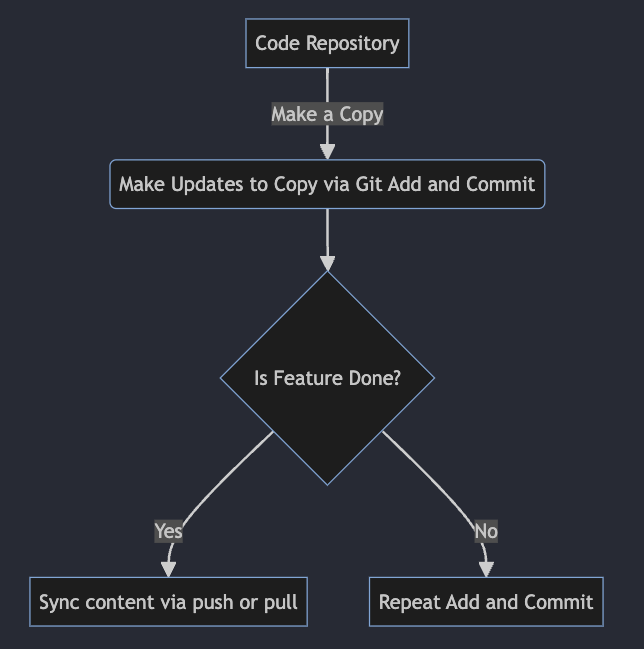 Code Repository
Make a Copy
Make Updates to Copy via Git Add and Commit
Is Feature Done?
Yes
No
Sync content via push or pull
Repeat Add and Commit